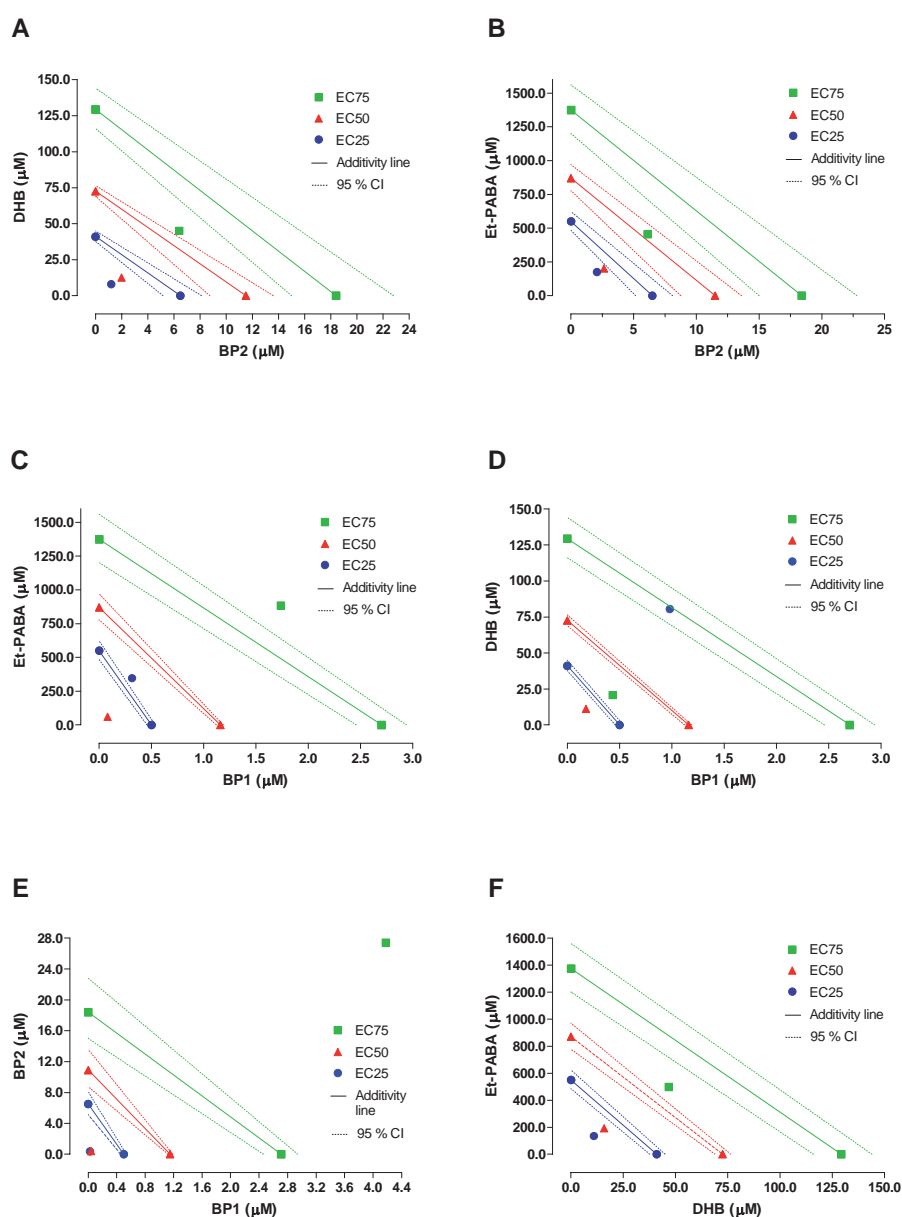 A
DHB (µM)
150.0
125.0
100.0
75.0
50.0
25.0
0.0
0 2 4 6 8 10 12 14 16 18 20 22 24
BP2 (µM)
EC75
EC50
EC25
Additivity line
95 % CI
B
Et-PABA (µM)
1500.0
1250.0
1000.0
750.0
500.0
250.0
0.0
0 5 10 15 20 25
BP2 (µM)
EC75
EC50
EC25
Additivity line
95 % CI
C
Et-PABA (µM)
1500.0
1250.0
1000.0
750.0
500.0
250.0
0.0
0.0 0.5 1.0 1.5 2.0 2.5 3.0
BP1 (µM)
EC75
EC50
EC25
Additivity line
95 % CI
D
DHB (µM)
150.0
125.0
100.0
75.0
50.0
25.0
0.0
0.0 0.5 1.0 1.5 2.0 2.5 3.0
BP1 (µM)
EC75
EC50
EC25
Additivity line
95 % CI
E
BP2 (µM)
28.0
24.0
20.0
16.0
12.0
8.0
4.0
0.0
0.0 0.4 0.8 1.2 1.6 2.0 2.4 2.8 3.2 3.6 4.0 4.4
BP1 (µM)
EC75
EC50
EC25
Additivity
line
95 % CI
F
Et-PABA (µM)
1600.0
1400.0
1200.0
1000.0
800.0
600.0
400.0
200.0
0.0
0.0 25.0 50.0 75.0 100.0 125.0 150.0
DHB (µM)
EC75
EC50
EC25
Additivity line
95 % CI